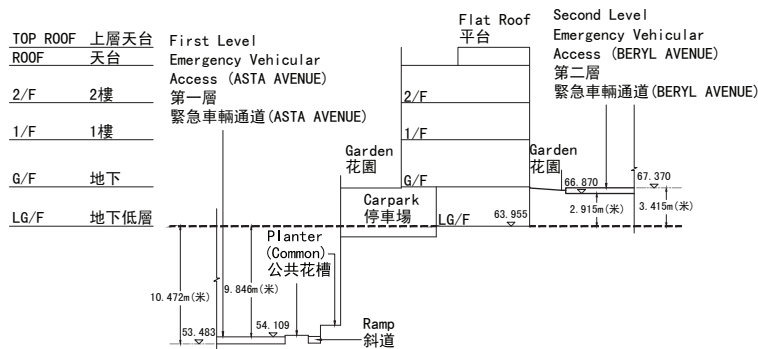 TOP ROOF 上層天台
ROOF 天台
2/F 2樓
1/F 1樓
G/F 地下
LG/F 地下低層
First Level
Emergency Vehicular
Access (ASTA AVENUE)
第一層
緊急車輛通道(ASTA AVENUE)
Flat Roof
平台
Second Level
Emergency Vehicular
Access (BERYL AVENUE)
第二層
緊急車輛通道(BERYL AVENUE)
2/F
1/F
G/F
LG/F
Garden
花園
Garden
花園
Carpark
停車場
63.955
66.870
67.370
2.915m(米)
3.415m(米)
Planter
(Common)
公共花槽
10.472m(米)
9.846m(米)
53.483
54.109
Ramp
斜道